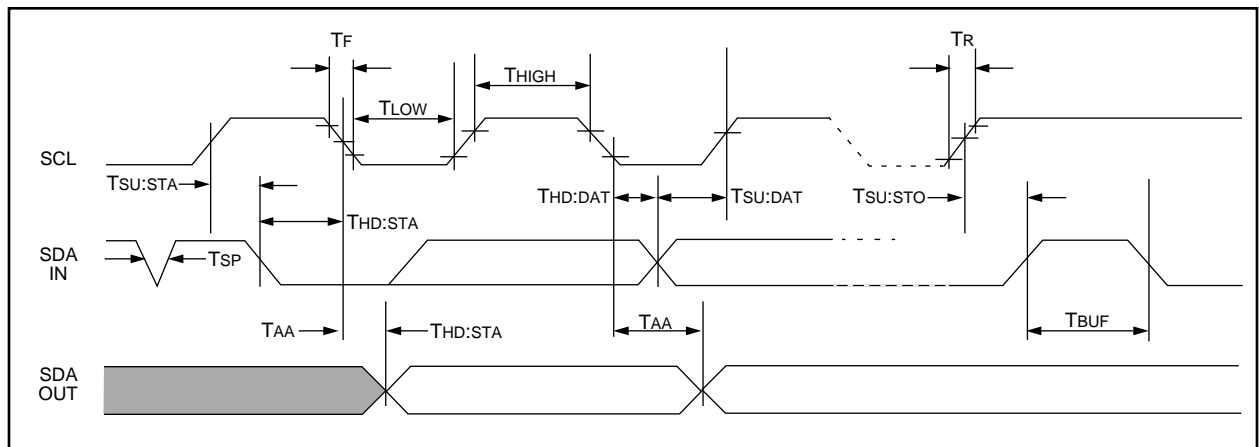 TF
TR
THIGH
TLOW
SCL
TSU:STA
THD:DAT
TSU:DAT
TSU:STO
THD:STA
SDA
IN
TSP
TAA
THD:STA
TAA
TBUF
SDA
OUT